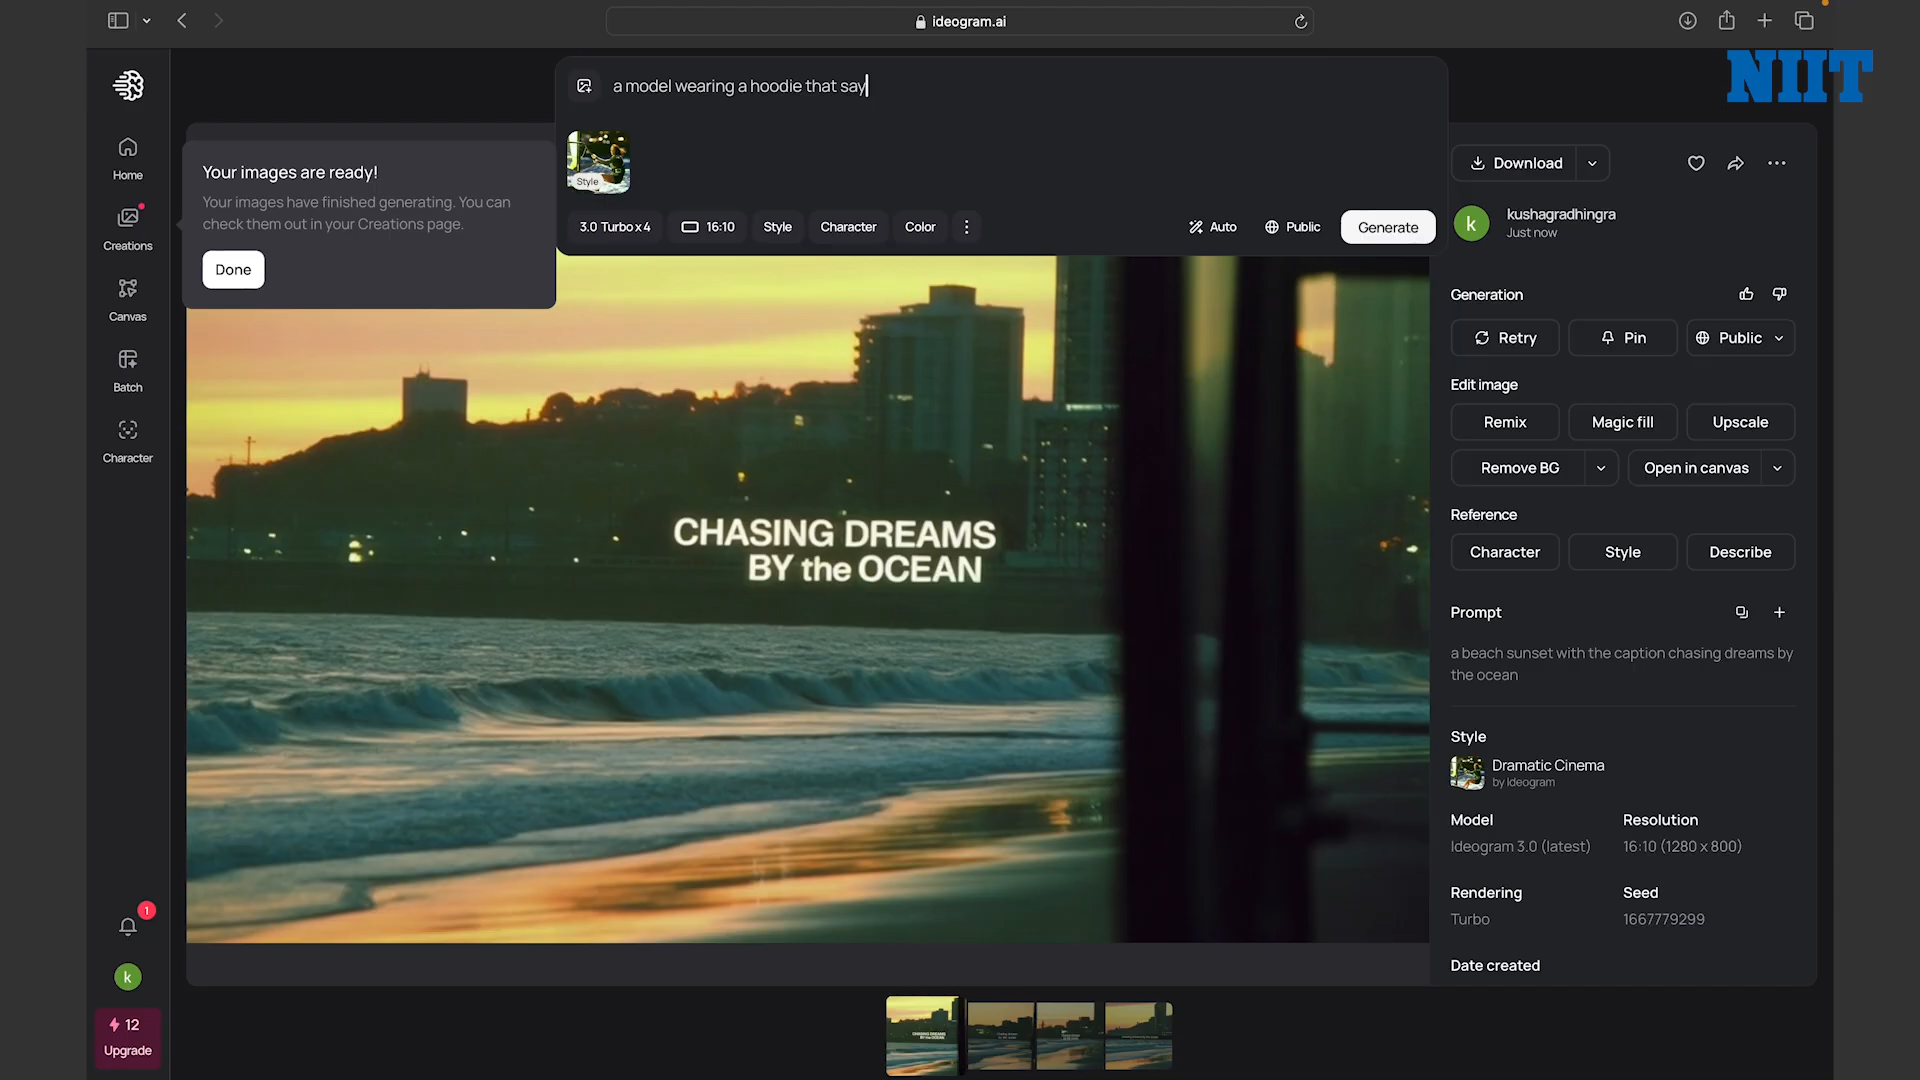 ideogram.ai
NIIT
a model wearing a hoodie that say
Style
3.0 Turbo x 4
16:10
Style
Character
Color
Auto
Public
Generate
Home
Creations
Canvas
Batch
Character
1
k
12
Upgrade
Your images are ready!
Your images have finished generating. You can
check them out in your Creations page.
Done
CHASING DREAMS
BY the OCEAN
Download
k
kushagradhingra
Just now
Generation
Retry
Pin
Public
Edit image
Remix
Magic fill
Upscale
Remove BG
Open in canvas
Reference
Character
Style
Describe
Prompt
a beach sunset with the caption chasing dreams by
the ocean
Style
Dramatic Cinema
by Ideogram
Model
Resolution
Ideogram 3.0 (latest)
16:10 (1280 x 800)
Rendering
Seed
Turbo
1667779299
Date created
CHASING DREAMS
BY the OCEAN